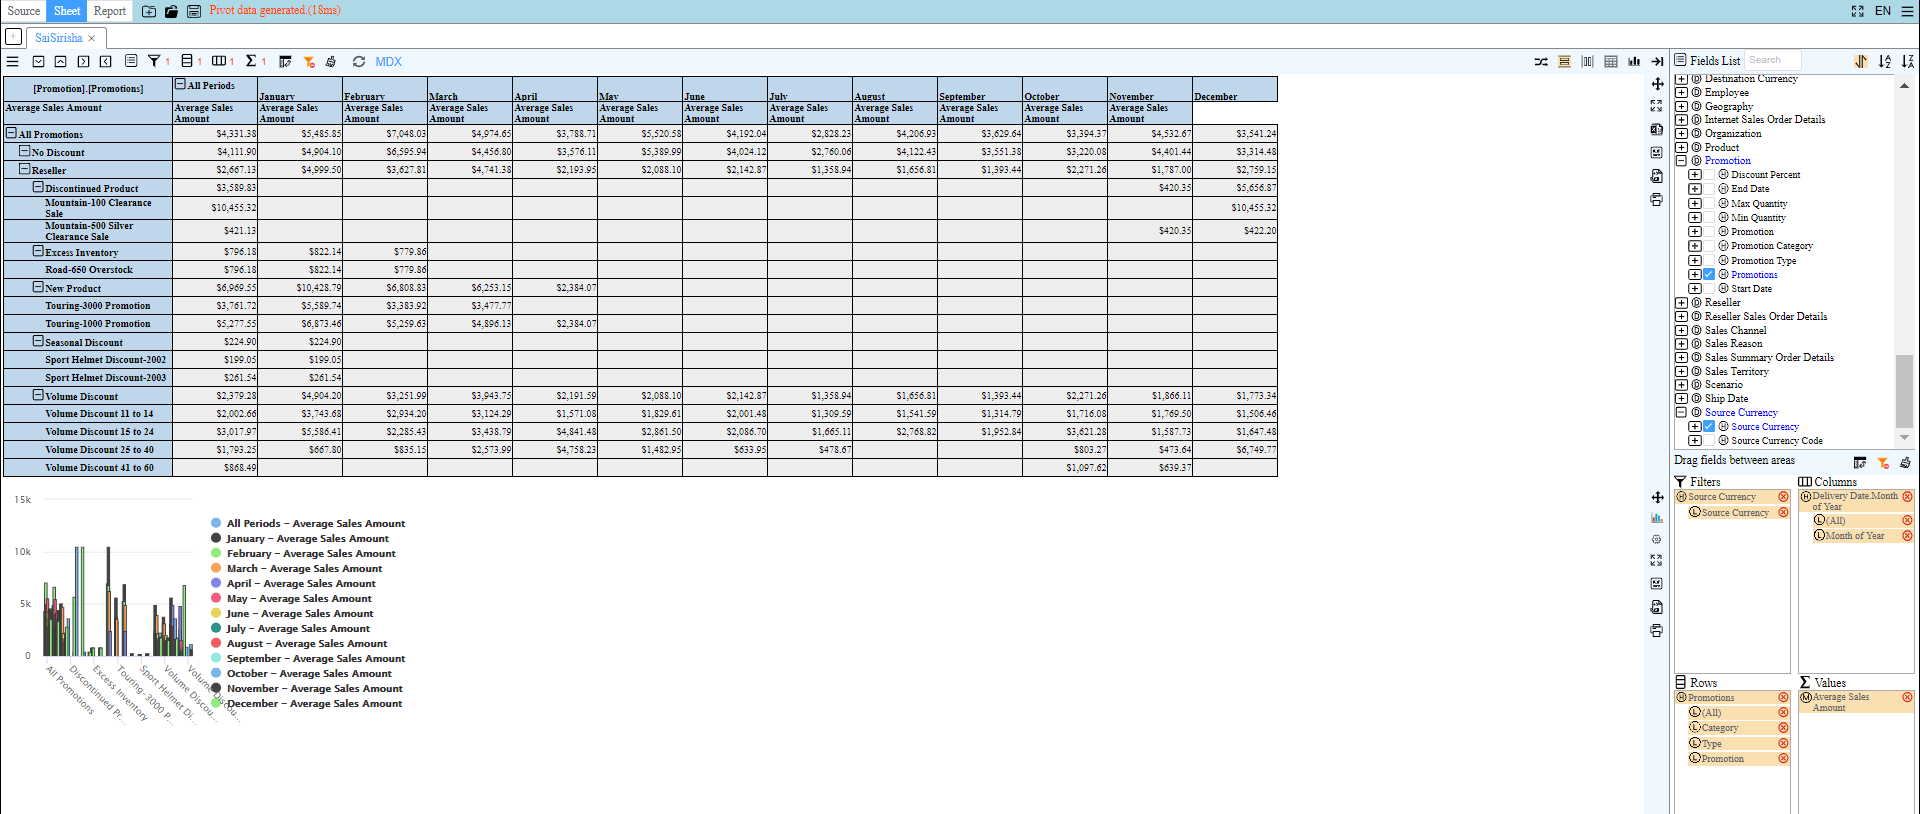 Source Sheet Report Pivot data generated.(18ms) EN
SaiSirisha ×
1 1 1 1 MDX
[Promotion].[Promotions] All Periods January February March April May June July August September October November December
Average Sales Amount Average Sales Amount Average Sales Amount Average Sales Amount Average Sales Amount Average Sales Amount Average Sales Amount Average Sales Amount Average Sales Amount Average Sales Amount Average Sales Amount Average Sales Amount Average Sales Amount
All Promotions $4,331.38 $5,485.85 $7,048.03 $4,974.65 $3,788.71 $5,520.58 $4,192.04 $2,828.23 $4,206.93 $3,629.64 $3,394.37 $4,532.67 $3,541.24
No Discount $4,111.90 $4,904.10 $6,595.94 $4,456.80 $3,576.11 $5,389.99 $4,024.12 $2,760.06 $4,122.43 $3,551.38 $3,220.08 $4,401.44 $3,314.48
Reseller $2,667.13 $4,999.50 $3,627.81 $4,741.38 $2,193.95 $2,088.10 $2,142.87 $1,358.94 $1,656.81 $1,393.44 $2,271.26 $1,787.00 $2,759.15
Discontinued Product $3,589.83 $420.35 $5,656.87
Mountain-100 Clearance Sale $10,455.32 $10,455.32
Mountain-500 Silver Clearance Sale $421.13 $420.35 $422.20
Excess Inventory $796.18 $822.14 $779.86
Road-650 Overstock $796.18 $822.14 $779.86
New Product $6,969.55 $10,428.79 $6,808.83 $6,253.15 $2,384.07
Touring-3000 Promotion $3,761.72 $5,589.74 $3,383.92 $3,477.77
Touring-1000 Promotion $5,277.55 $6,873.46 $5,259.63 $4,896.13 $2,384.07
Seasonal Discount $224.90 $224.90
Sport Helmet Discount-2002 $199.05 $199.05
Sport Helmet Discount-2003 $261.54 $261.54
Volume Discount $2,379.28 $4,904.20 $3,251.99 $3,943.75 $2,191.59 $2,088.10 $2,142.87 $1,358.94 $1,656.81 $1,393.44 $2,271.26 $1,866.11 $1,773.34
Volume Discount 11 to 14 $2,002.66 $3,743.68 $2,934.20 $3,124.29 $1,571.08 $1,829.61 $2,001.48 $1,309.59 $1,541.59 $1,314.79 $1,716.08 $1,769.50 $1,506.46
Volume Discount 15 to 24 $3,017.97 $5,586.41 $2,285.43 $3,438.79 $4,841.48 $2,861.50 $2,086.70 $1,665.11 $2,768.82 $1,952.84 $3,621.28 $1,587.73 $1,647.48
Volume Discount 25 to 40 $1,793.25 $667.80 $835.15 $2,573.99 $4,758.23 $1,482.95 $633.95 $478.67 $803.27 $473.64 $6,749.77
Volume Discount 41 to 60 $868.49 $1,097.62 $639.37
15k
10k
5k
0
All Promotions
Discontinued Pr...
Excess Inventory
Touring-3000 P...
Sport Helmet Di...
Volume Discou...
Volume Discou...
All Periods – Average Sales Amount
January – Average Sales Amount
February – Average Sales Amount
March – Average Sales Amount
April – Average Sales Amount
May – Average Sales Amount
June – Average Sales Amount
July – Average Sales Amount
August – Average Sales Amount
September – Average Sales Amount
October – Average Sales Amount
November – Average Sales Amount
December – Average Sales Amount
Fields List Search
Destination Currency
Employee
Geography
Internet Sales Order Details
Organization
Product
Promotion
Discount Percent
End Date
Max Quantity
Min Quantity
Promotion
Promotion Category
Promotion Type
Promotions
Start Date
Reseller
Reseller Sales Order Details
Sales Channel
Sales Reason
Sales Summary Order Details
Sales Territory
Scenario
Ship Date
Source Currency
Source Currency
Source Currency Code
Drag fields between areas
Filters
Source Currency
Source Currency
Columns
Delivery Date.Month
of Year
(All)
Month of Year
Rows
Promotions
(All)
Category
Type
Promotion
Values
Average Sales
Amount